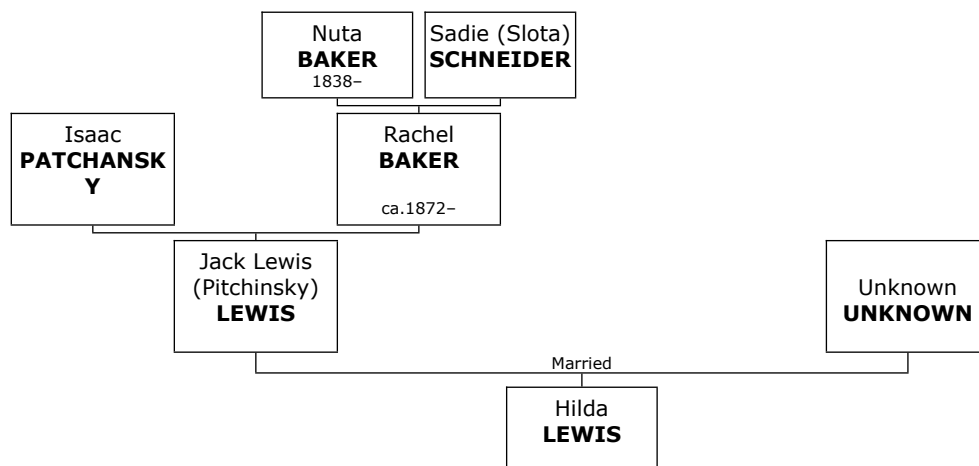 Nuta
BAKER
1838–
Sadie (Slota)
SCHNEIDER
Isaac
PATCHANSK
Y
Rachel
BAKER
ca.1872–
Jack Lewis
(Pitchinsky)
LEWIS
Unknown
UNKNOWN
Married
Hilda
LEWIS